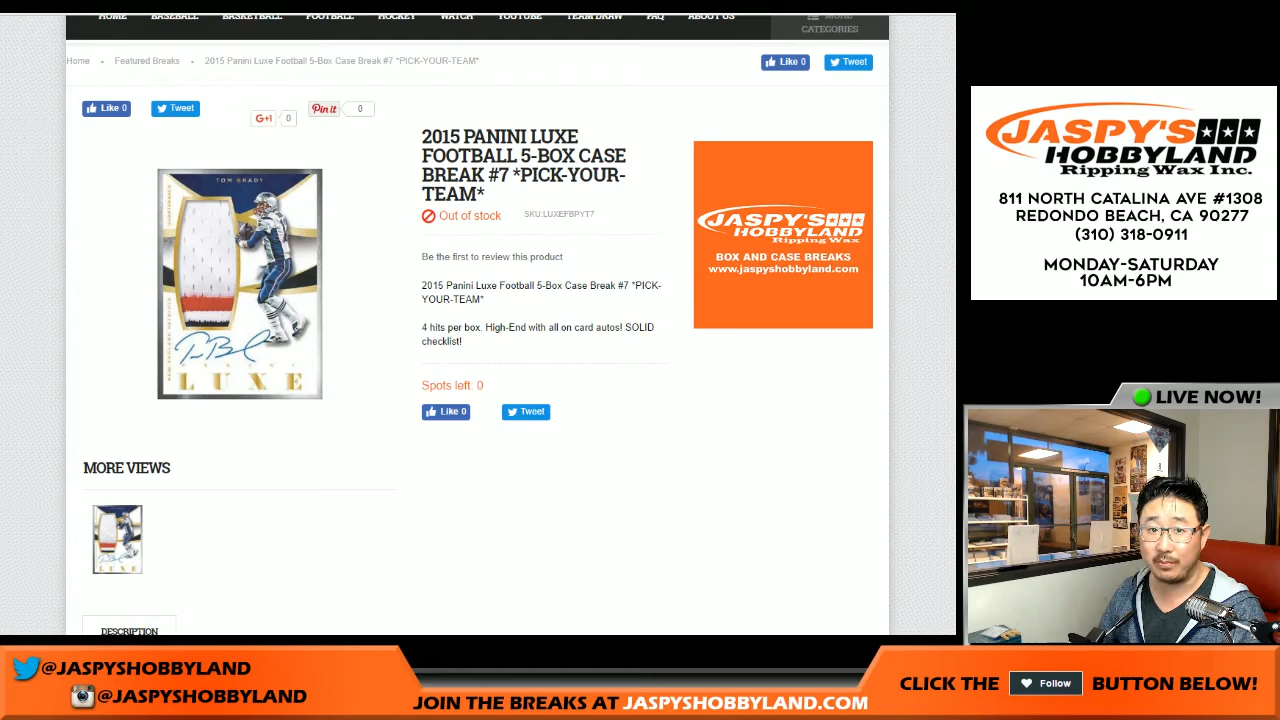 HOME BASEBALL BASKETBALL FOOTBALL HOCKEY WATCH YOUTUBE TEAM DRAW FAQ ABOUT US MORE
CATEGORIES
Home • Featured Breaks • 2015 Panini Luxe Football 5-Box Case Break #7 *PICK-YOUR-TEAM*
Like 0
Tweet
Like 0
Tweet
G+1 0
Pin it 0
TOM BRADY
LUXE
2015 PANINI LUXE
FOOTBALL 5-BOX CASE
BREAK #7 *PICK-YOUR-
TEAM*
Out of stock SKU:LUXEFBPYT7
Be the first to review this product
2015 Panini Luxe Football 5-Box Case Break #7 *PICK-
YOUR-TEAM*
4 hits per box. High-End with all on card autos! SOLID
checklist!
Spots left: 0
Like 0
Tweet
JASPY'S
HOBBYLAND
Ripping Wax
BOX AND CASE BREAKS
www.jaspyshobbyland.com
MORE VIEWS
LUXE
DESCRIPTION
JASPY'S
HOBBYLAND
Ripping Wax Inc.
811 NORTH CATALINA AVE #1308
REDONDO BEACH, CA 90277
(310) 318-0911
MONDAY-SATURDAY
10AM-6PM
LIVE NOW!
@JASPYSHOBBYLAND
@JASPYSHOBBYLAND
JOIN THE BREAKS AT JASPYSHOBBYLAND.COM
CLICK THE Follow BUTTON BELOW!